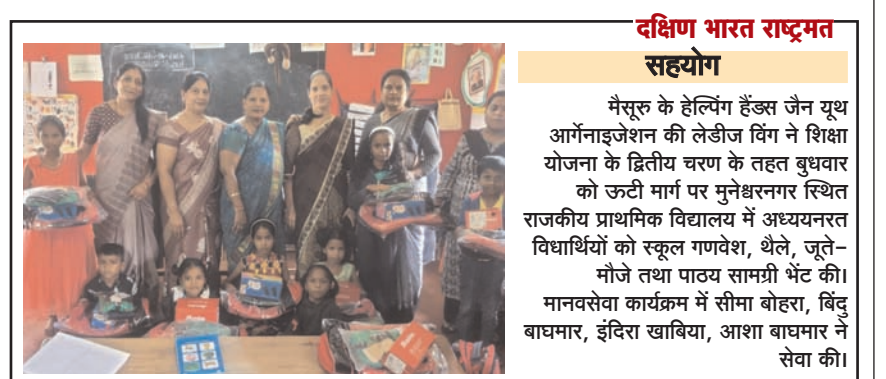 दक्षिण भारत राष्ट्रमत
सहयोग
मैसूरु के हेल्पिंग हैंड्स जैन यूथ
आर्गेनाइजेशन की लेडीज विंग ने शिक्षा
योजना के द्वितीय चरण के तहत बुधवार
को ऊटी मार्ग पर मुनेश्वरनगर स्थित
राजकीय प्राथमिक विद्यालय में अध्ययनरत
विधार्थियों को स्कूल गणवेश, थैले, जूते-
मौजे तथा पाठय सामग्री भेंट की।
मानवसेवा कार्यक्रम में सीमा बोहरा, बिंदु
बाघमार, इंदिरा खाबिया, आशा बाघमार ने
सेवा की।